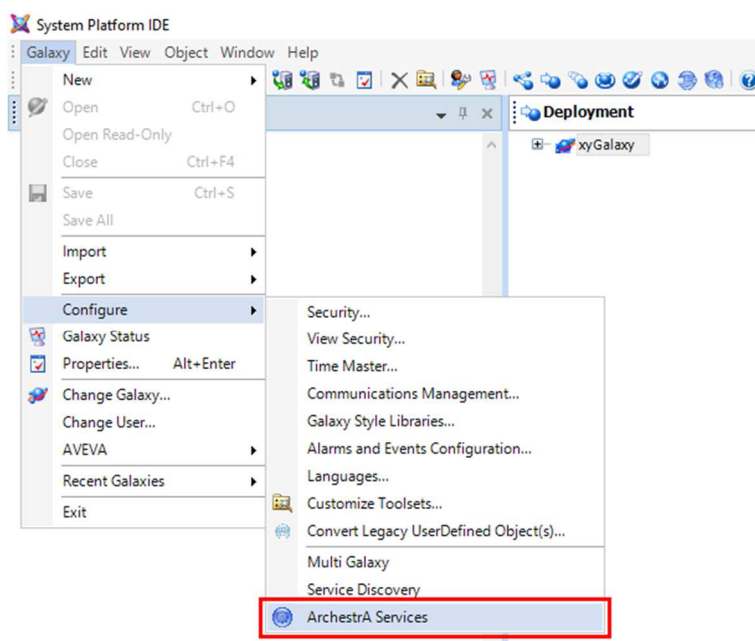 System Platform IDE
Galaxy Edit View Object Window Help
New
Open Ctrl+O
Open Read-Only
Close Ctrl+F4
Save Ctrl+S
Save All
Import
Export
Configure
Galaxy Status
Properties... Alt+Enter
Change Galaxy...
Change User...
AVEVA
Recent Galaxies
Exit
Security...
View Security...
Time Master...
Communications Management...
Galaxy Style Libraries...
Alarms and Events Configuration...
Languages...
Customize Toolsets...
Convert Legacy UserDefined Object(s)...
Multi Galaxy
Service Discovery
ArchestrA Services
Deployment
xyGalaxy